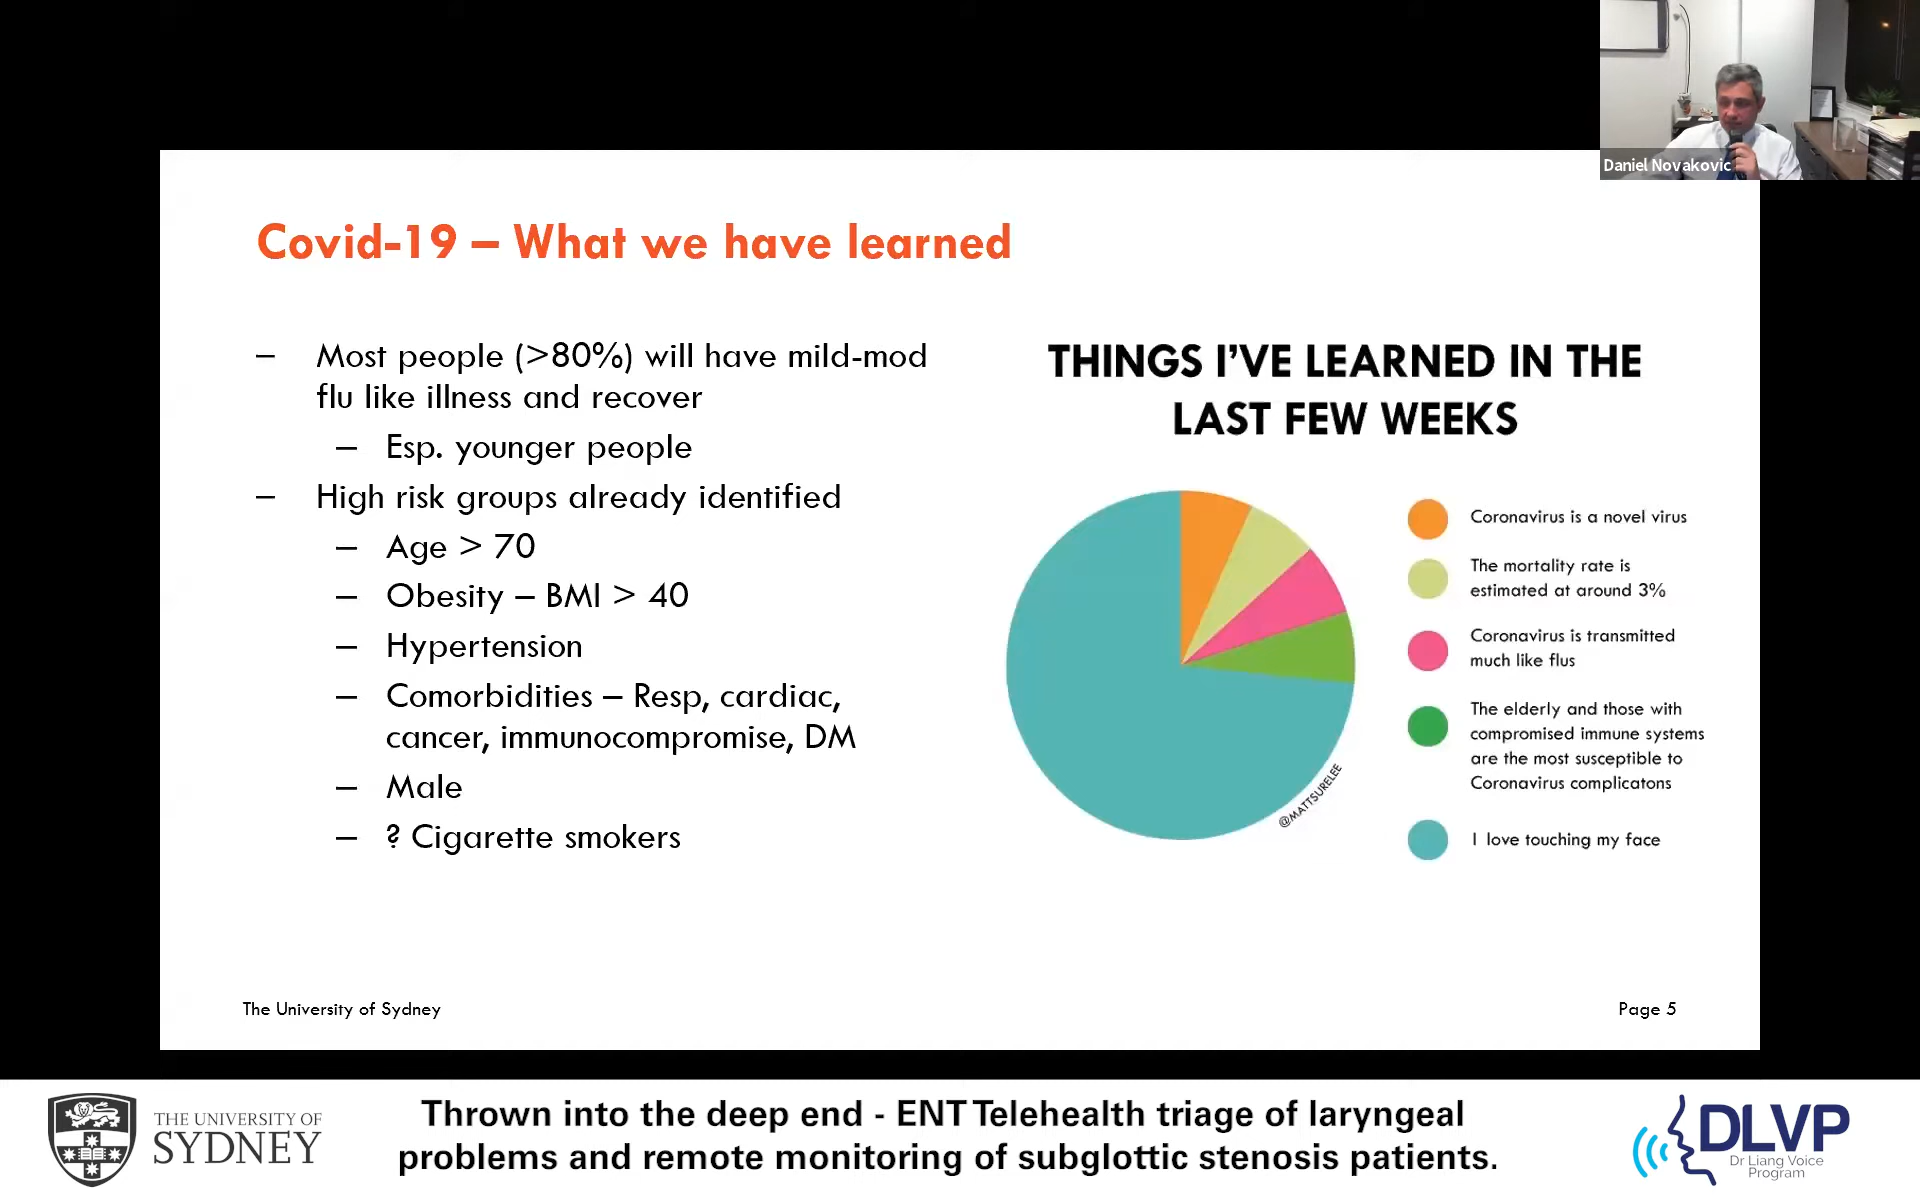 Daniel Novakovic
Covid-19 – What we have learned
– Most people (>80%) will have mild-mod
flu like illness and recover
– Esp. younger people
– High risk groups already identified
– Age > 70
– Obesity – BMI > 40
– Hypertension
– Comorbidities – Resp, cardiac,
cancer, immunocompromise, DM
– Male
– ? Cigarette smokers
THINGS I'VE LEARNED IN THE
LAST FEW WEEKS
Coronavirus is a novel virus
The mortality rate is
estimated at around 3%
Coronavirus is transmitted
much like flus
The elderly and those with
compromised immune systems
are the most susceptible to
Coronavirus complicatons
I love touching my face
@MATTSURELEE
The University of Sydney
Page 5
THE UNIVERSITY OF
SYDNEY
Thrown into the deep end - ENT Telehealth triage of laryngeal
problems and remote monitoring of subglottic stenosis patients.
DLVP
Dr Liang Voice
Program